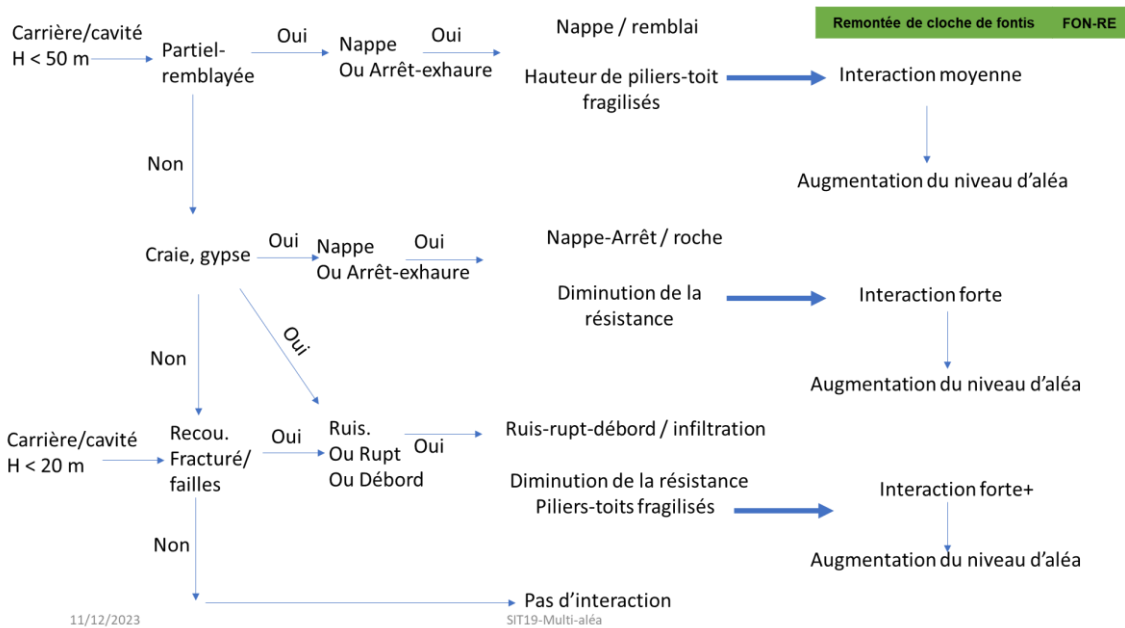 Remontée de cloche de fontis FON-RE
Carrière/cavité
H < 50 m
Partiel-
remblayée
Oui
Nappe
Ou Arrêt-exhaure
Oui
Nappe / remblai
Hauteur de piliers-toit
fragilisés
Interaction moyenne
Augmentation du niveau d'aléa
Non
Craie, gypse
Oui
Nappe
Ou Arrêt-exhaure
Oui
Nappe-Arrêt / roche
Diminution de la
résistance
Interaction forte
Augmentation du niveau d'aléa
Oui
Non
Carrière/cavité
H < 20 m
Recou.
Fracturé/
failles
Oui
Ruis.
Ou Rupt
Ou Débord
Oui
Ruis-rupt-débord / infiltration
Diminution de la résistance
Piliers-toits fragilisés
Interaction forte+
Augmentation du niveau d'aléa
Non
Pas d'interaction
11/12/2023
SIT19-Multi-aléa